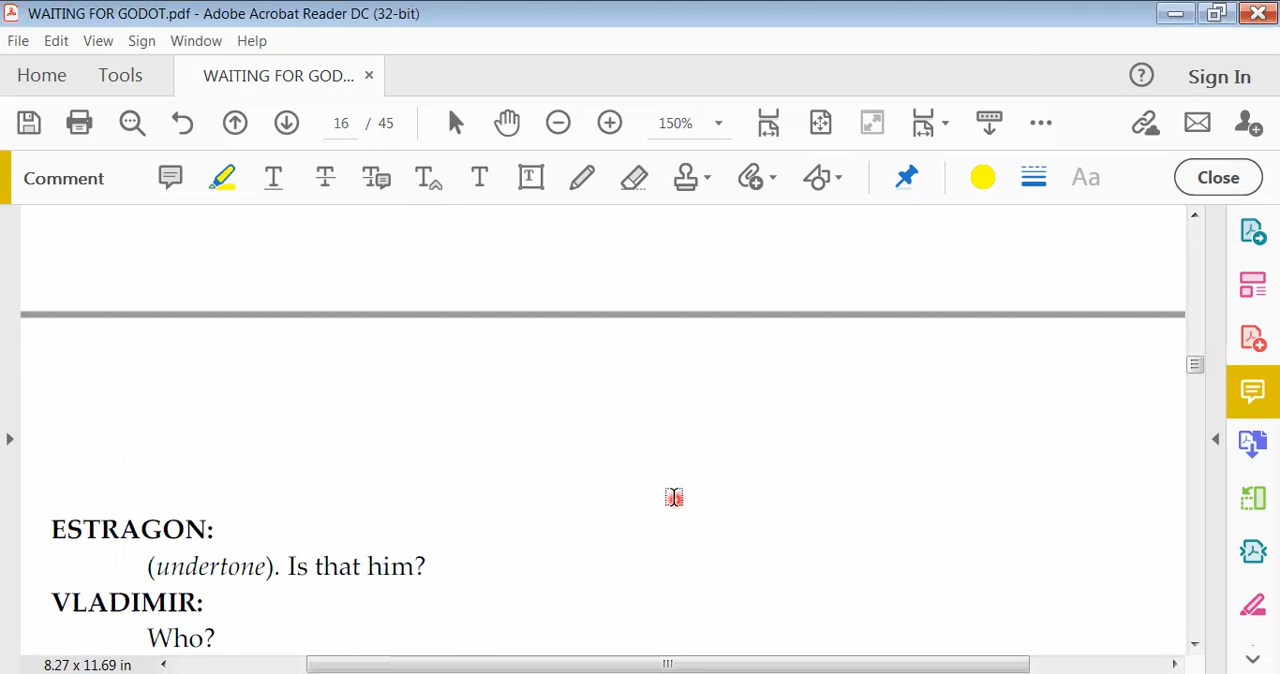 WAITING FOR GODOT.pdf - Adobe Acrobat Reader DC (32-bit)
File Edit View Sign Window Help
Home Tools WAITING FOR GOD... × Sign In
16 / 45 150%
Comment Aa Close
ESTRAGON:
(undertone). Is that him?
VLADIMIR:
Who?
8.27 x 11.69 in